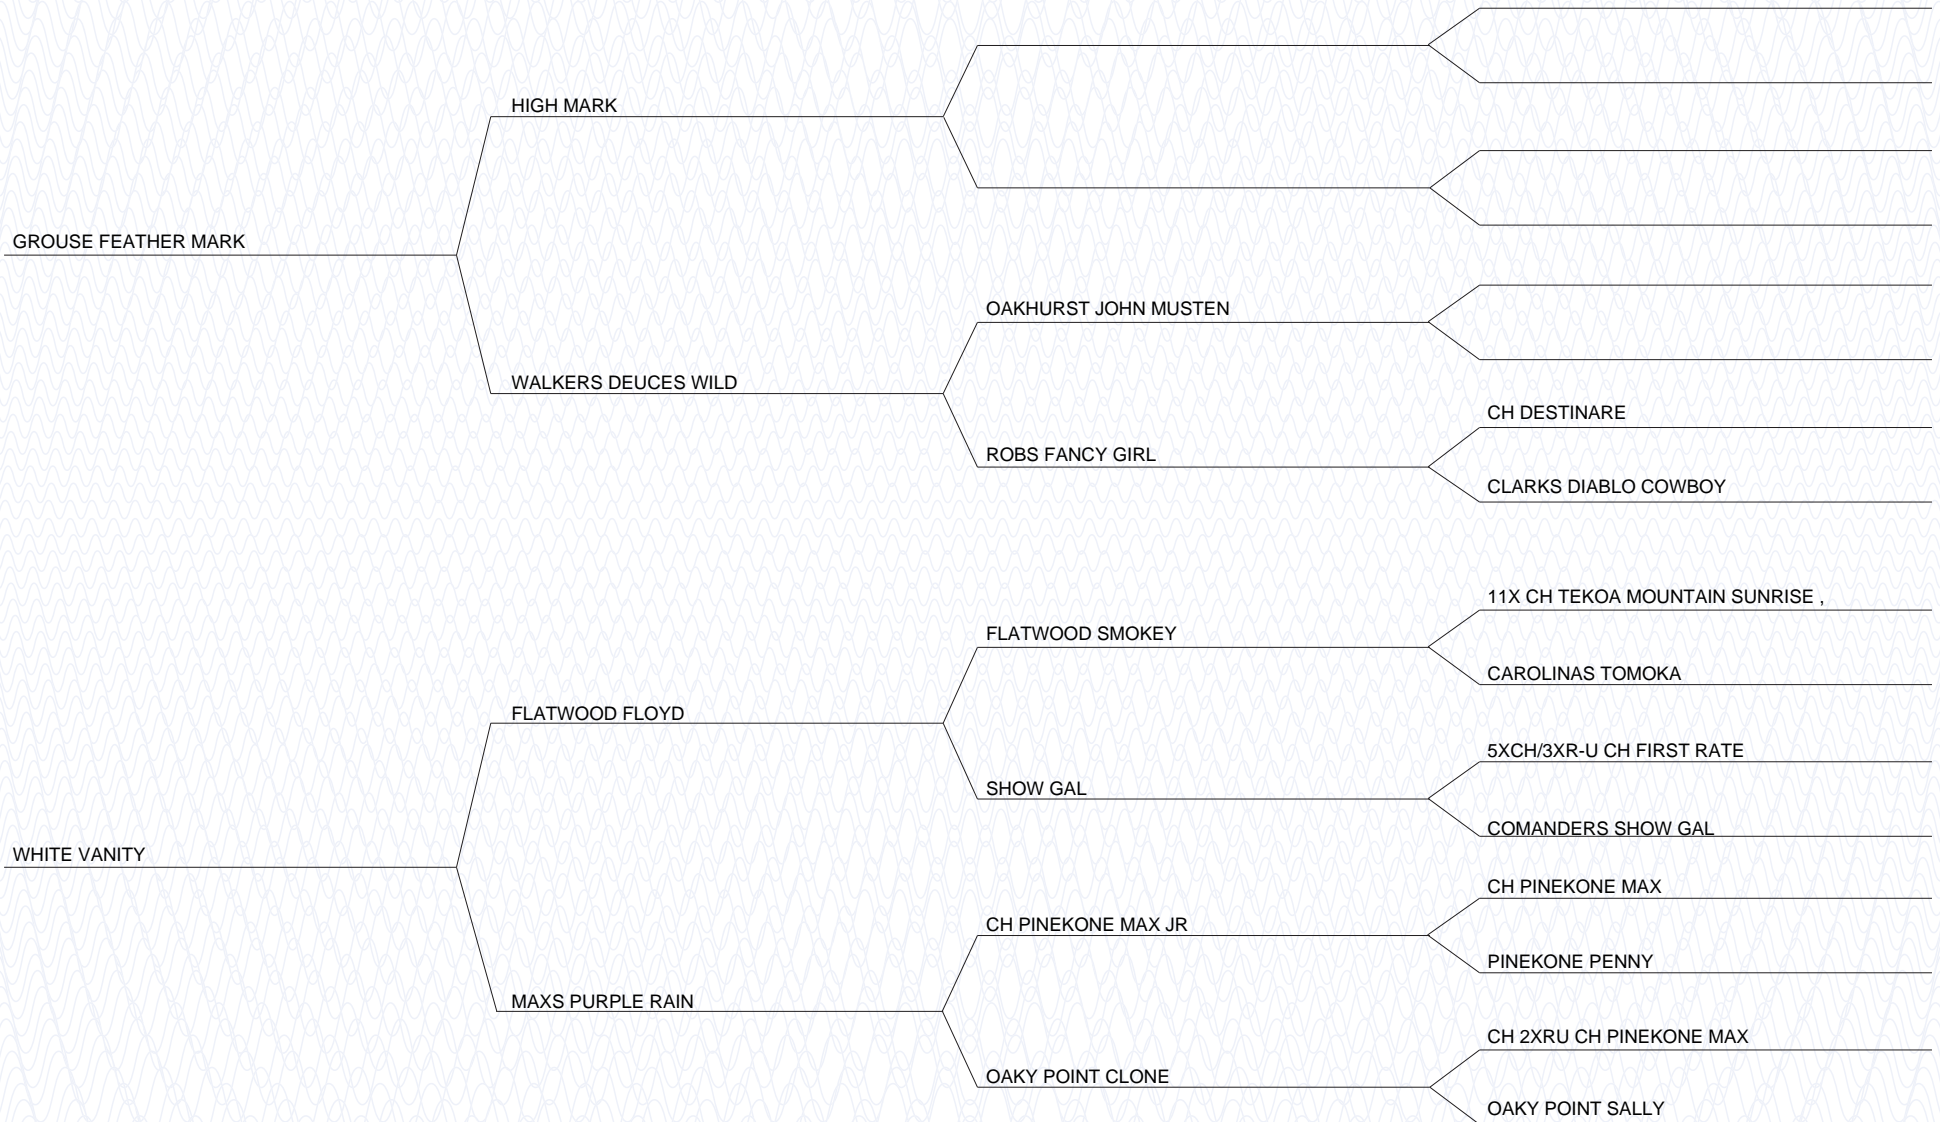 HIGH MARK
GROUSE FEATHER MARK
OAKHURST JOHN MUSTEN
WALKERS DEUCES WILD
CH DESTINARE
ROBS FANCY GIRL
CLARKS DIABLO COWBOY
11X CH TEKOA MOUNTAIN SUNRISE ,
FLATWOOD SMOKEY
CAROLINAS TOMOKA
FLATWOOD FLOYD
5XCH/3XR-U CH FIRST RATE
SHOW GAL
COMANDERS SHOW GAL
WHITE VANITY
CH PINEKONE MAX
CH PINEKONE MAX JR
PINEKONE PENNY
MAXS PURPLE RAIN
CH 2XRU CH PINEKONE MAX
OAKY POINT CLONE
OAKY POINT SALLY